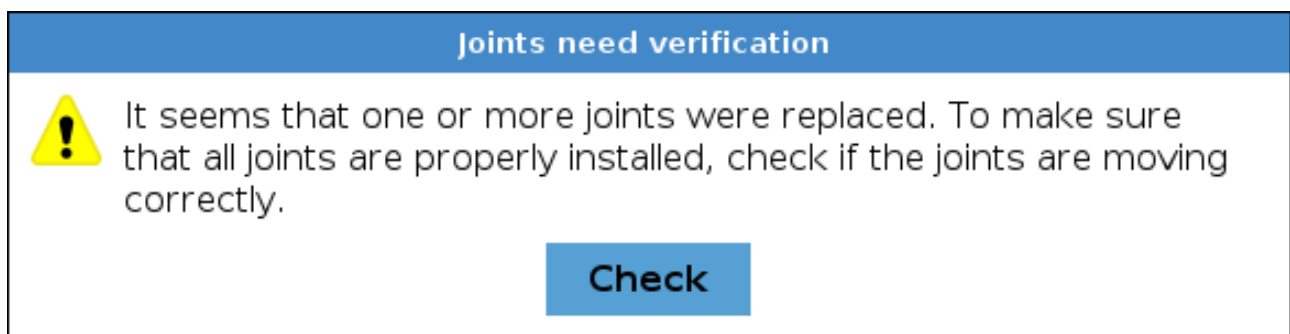 Joints need verification
It seems that one or more joints were replaced. To make sure
that all joints are properly installed, check if the joints are moving
correctly.
Check